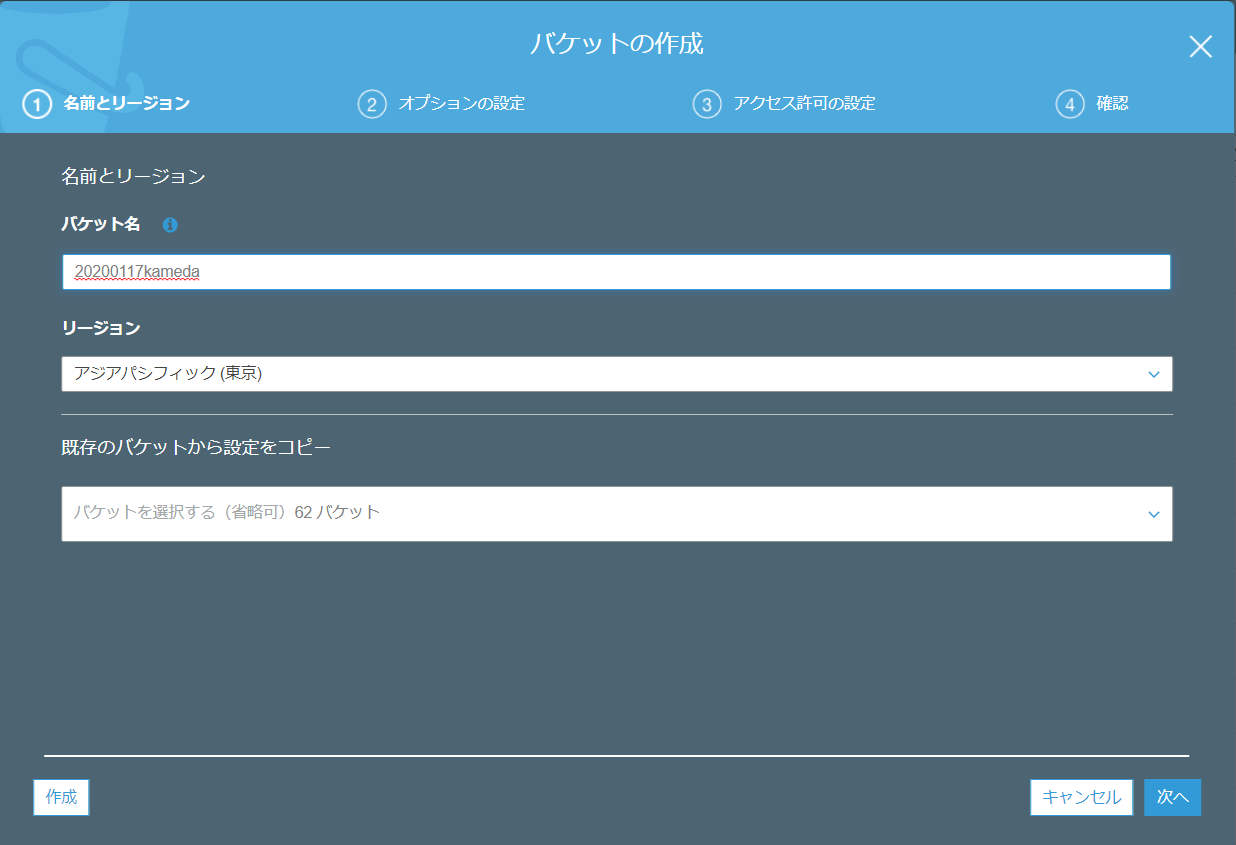 バケットの作成
1 名前とリージョン 2 オプションの設定 3 アクセス許可の設定 4 確認
名前とリージョン
バケット名 i
20200117kameda
リージョン
アジアパシフィック (東京)
既存のバケットから設定をコピー
バケットを選択する（省略可）62 バケット
作成 キャンセル 次へ